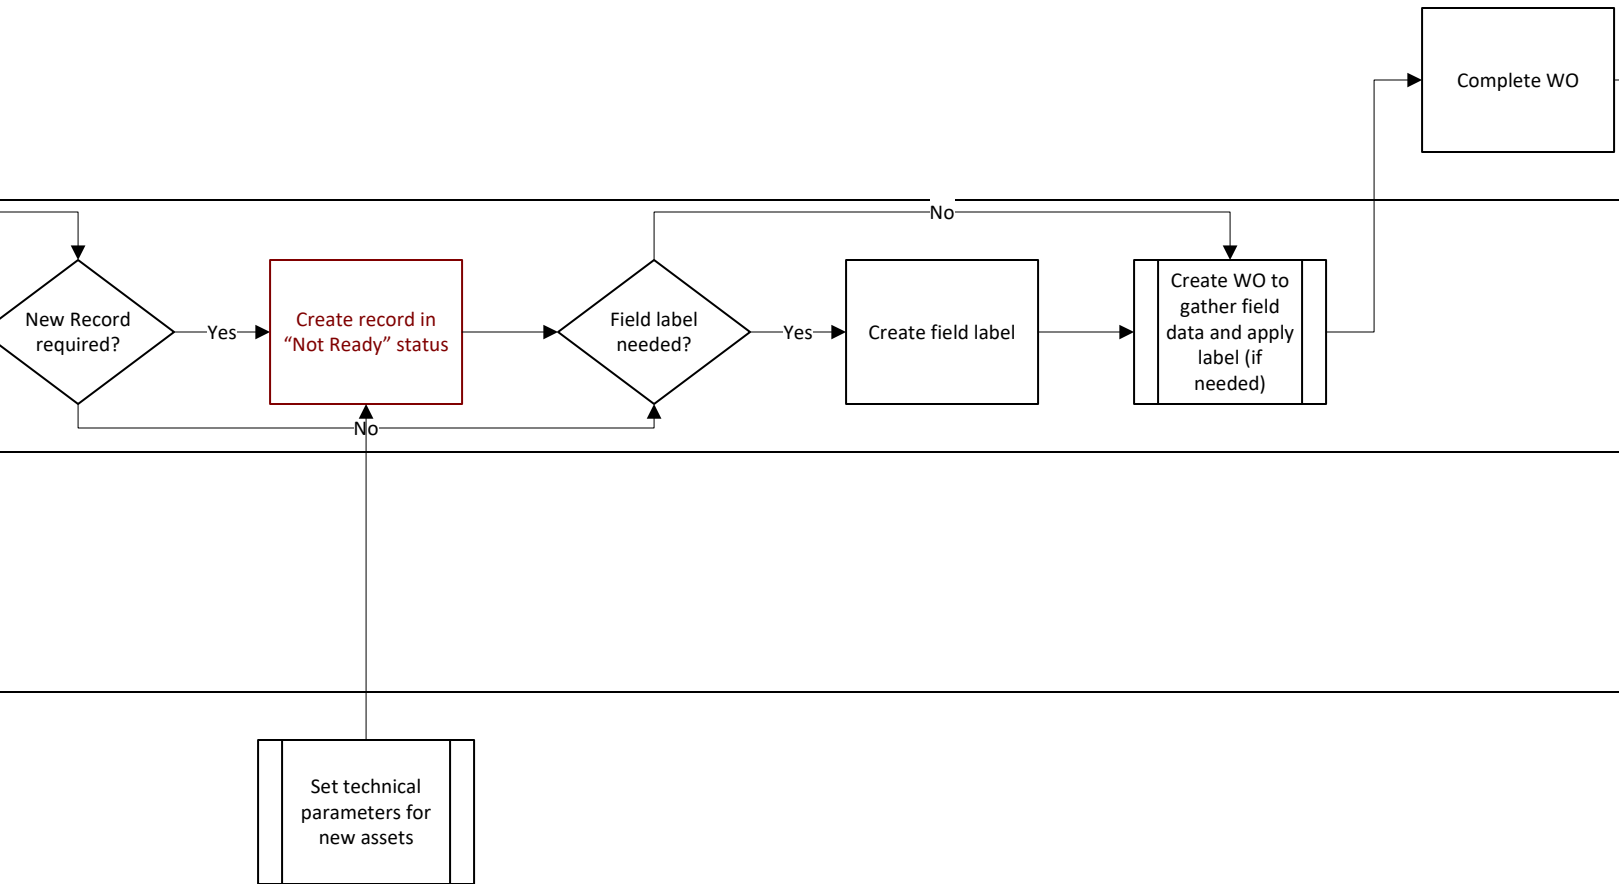 Complete WO
No
New Record
required?
Yes
Create record in
“Not Ready” status
Field label
needed?
Yes
Create field label
Create WO to
gather field
data and apply
label (if
needed)
No
Set technical
parameters for
new assets